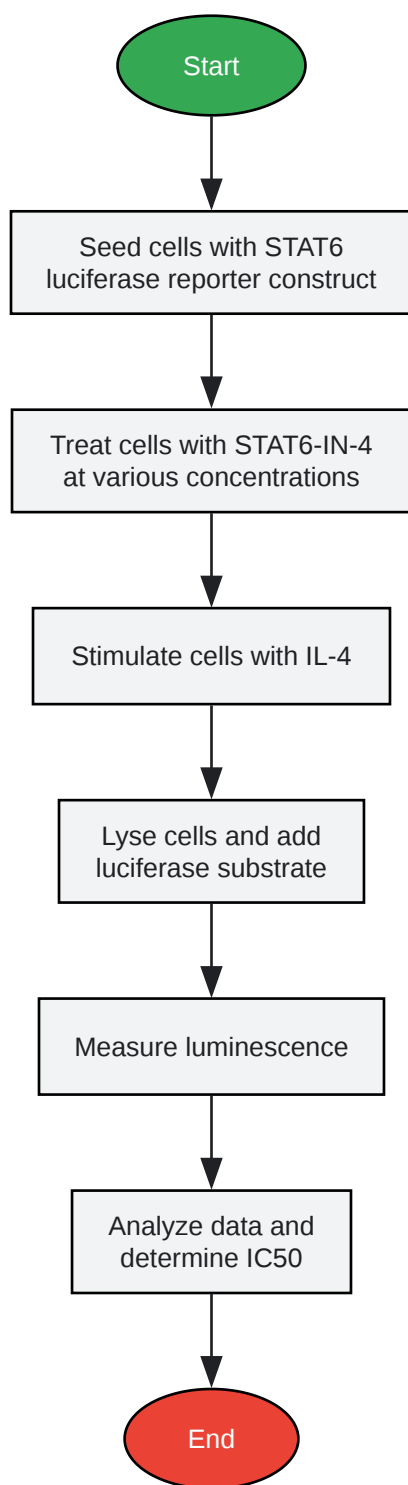 Start
Seed cells with STAT6
luciferase reporter construct
Treat cells with STAT6-IN-4
at various concentrations
Stimulate cells with IL-4
Lyse cells and add
luciferase substrate
Measure luminescence
Analyze data and
determine IC50
End